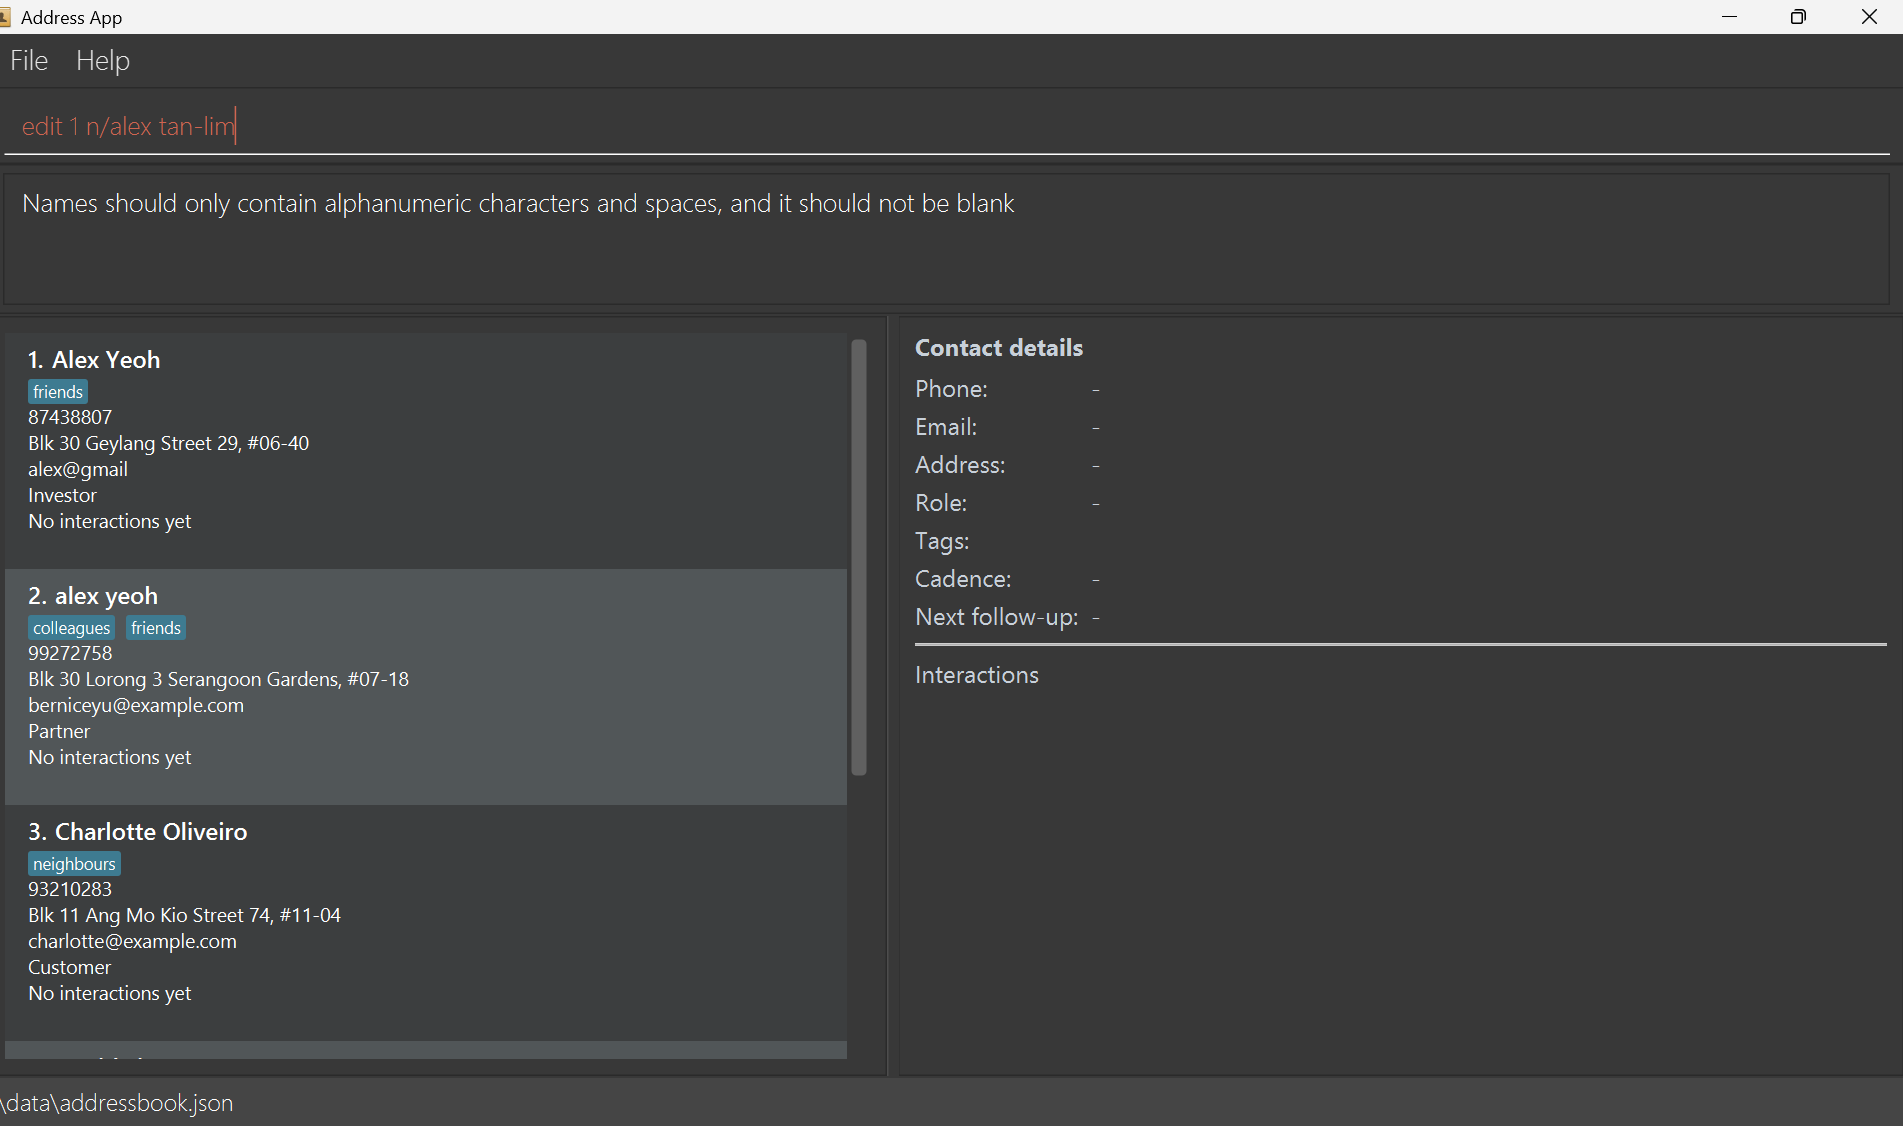 Address App
File Help
edit 1 n/alex tan-lim
Names should only contain alphanumeric characters and spaces, and it should not be blank
1. Alex Yeoh
friends
87438807
Blk 30 Geylang Street 29, #06-40
alex@gmail
Investor
No interactions yet
2. alex yeoh
colleagues friends
99272758
Blk 30 Lorong 3 Serangoon Gardens, #07-18
berniceyu@example.com
Partner
No interactions yet
3. Charlotte Oliveiro
neighbours
93210283
Blk 11 Ang Mo Kio Street 74, #11-04
charlotte@example.com
Customer
No interactions yet
Contact details
Phone: -
Email: -
Address: -
Role: -
Tags:
Cadence: -
Next follow-up: -
Interactions
\data\addressbook.json